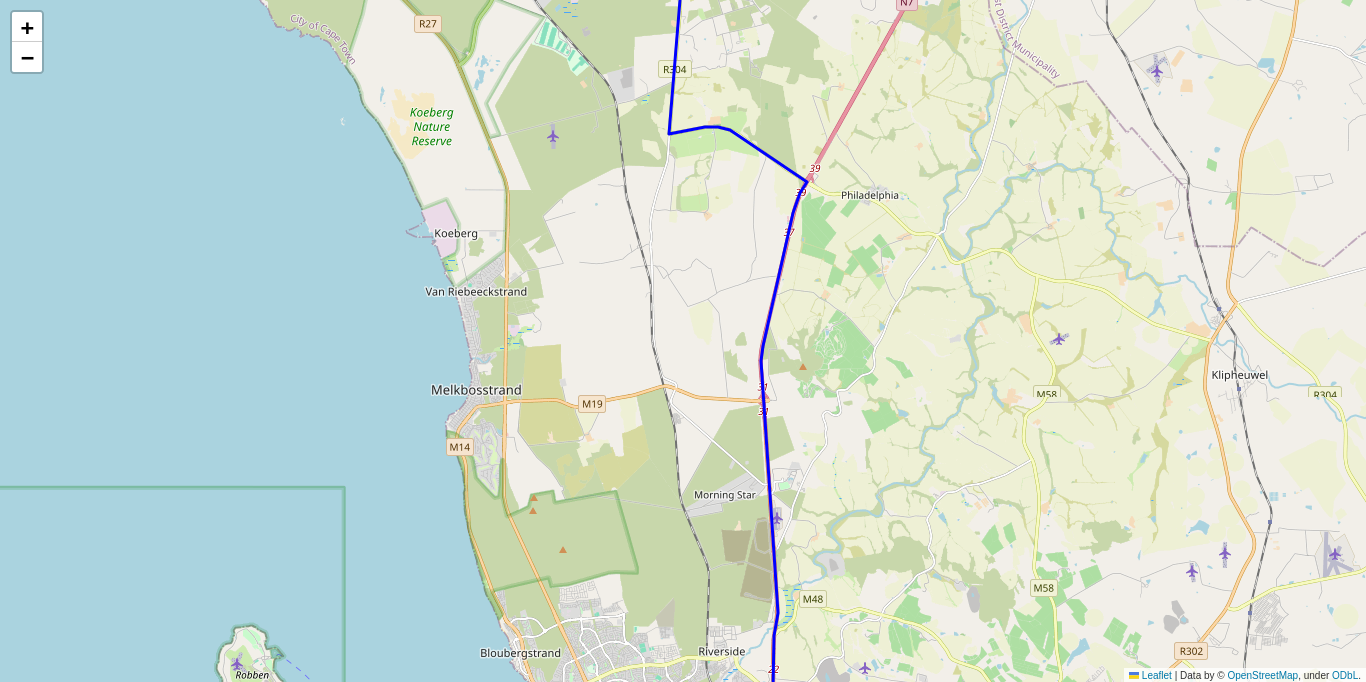 +
−
R27
N7
City of Cape Town
st District Municipality
R304
Koeberg
Nature
Reserve
39
39
Philadelphia
37
Koeberg
Van Riebeeckstrand
Melkbosstrand
31
31
M19
M14
Klipheuwel
M58
R304
Morning Star
M58
M48
Bloubergstrand
Riverside
R302
22
Robben
Leaflet | Data by © OpenStreetMap, under ODbL.